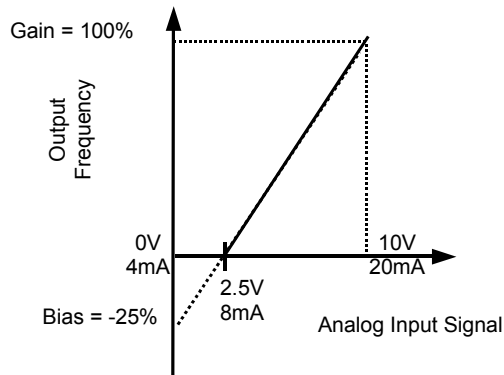 Gain = 100%
Output
Frequency
0V
4mA
10V
20mA
2.5V
8mA
Bias = -25%
Analog Input Signal